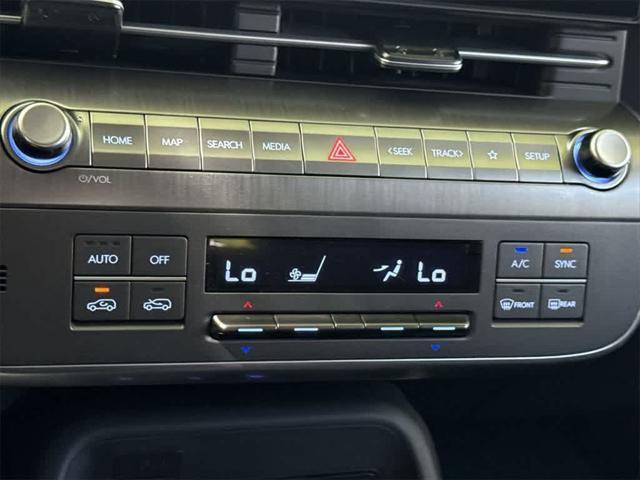 HOME MAP SEARCH MEDIA <SEEK TRACK> ☆ SETUP
⏻/VOL
AUTO OFF Lo Lo A/C SYNC
FRONT REAR